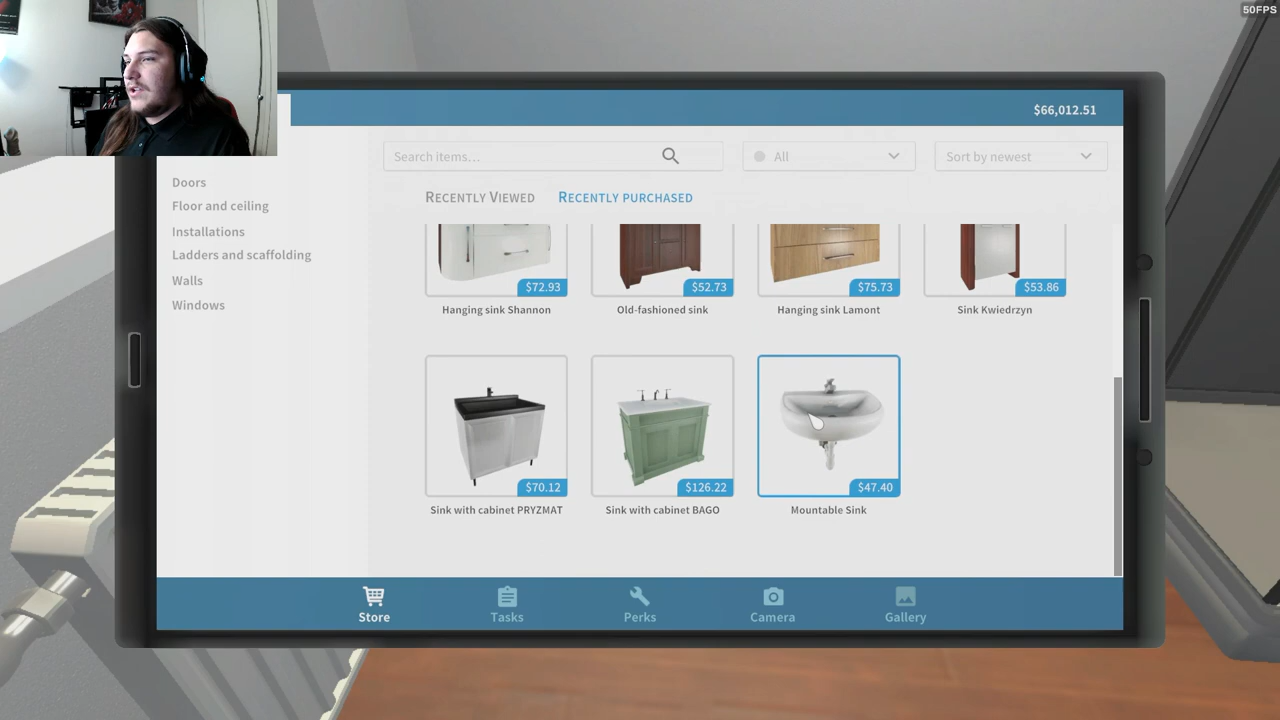 50FPS
$66,012.51
Search items...
All
Sort by newest
RECENTLY VIEWED
RECENTLY PURCHASED
Doors
Floor and ceiling
Installations
Ladders and scaffolding
Walls
Windows
$72.93
$52.73
$75.73
$53.86
Hanging sink Shannon
Old-fashioned sink
Hanging sink Lamont
Sink Kwiedrzyn
$70.12
$126.22
$47.40
Sink with cabinet PRYZMAT
Sink with cabinet BAGO
Mountable Sink
Store
Tasks
Perks
Camera
Gallery